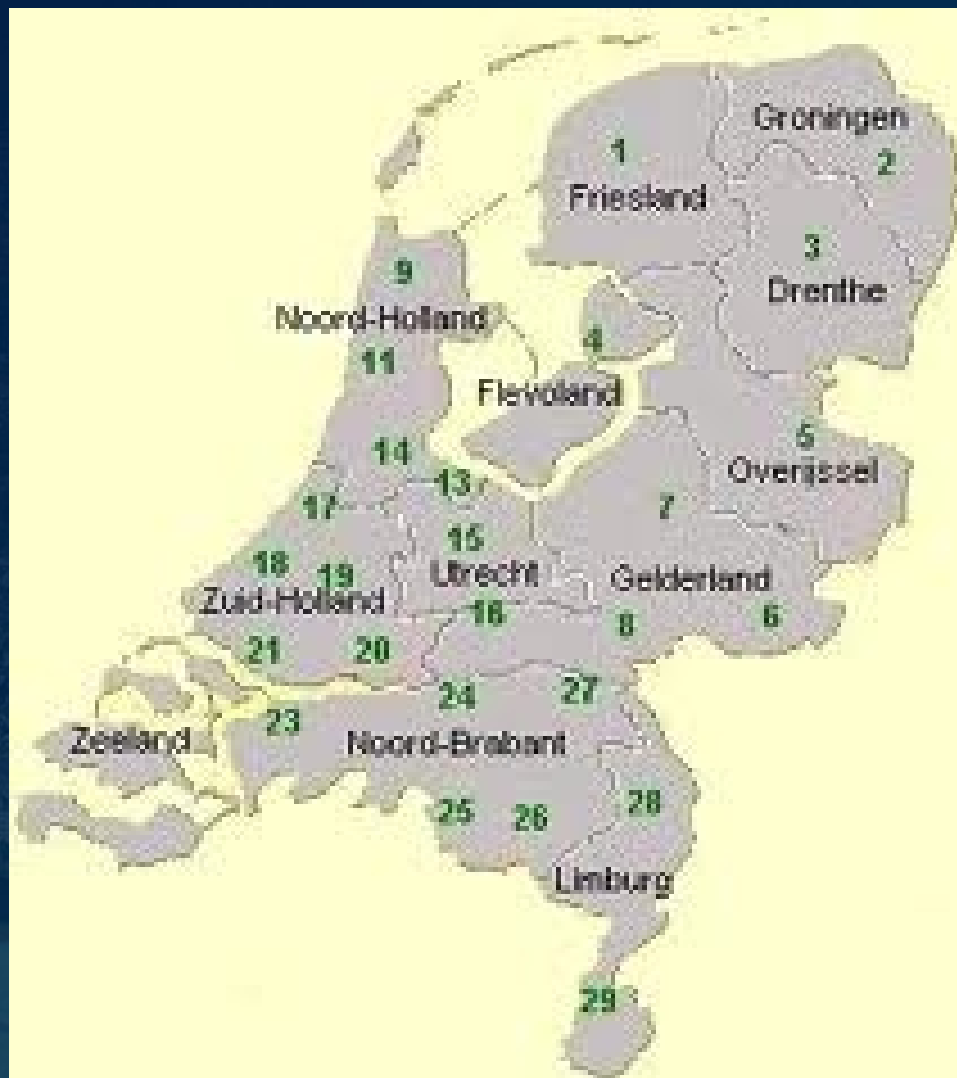 Groningen
1
2
Friesland
3
9
Drenthe
Noord-Holland
4
11
Flevoland
5
14
Overijssel
13
17
7
15
18
19
Utrecht
Gelderland
Zuid-Holland
16
6
8
21
20
24
27
23
Zeeland
Noord-Brabant
28
25
26
Limburg
29